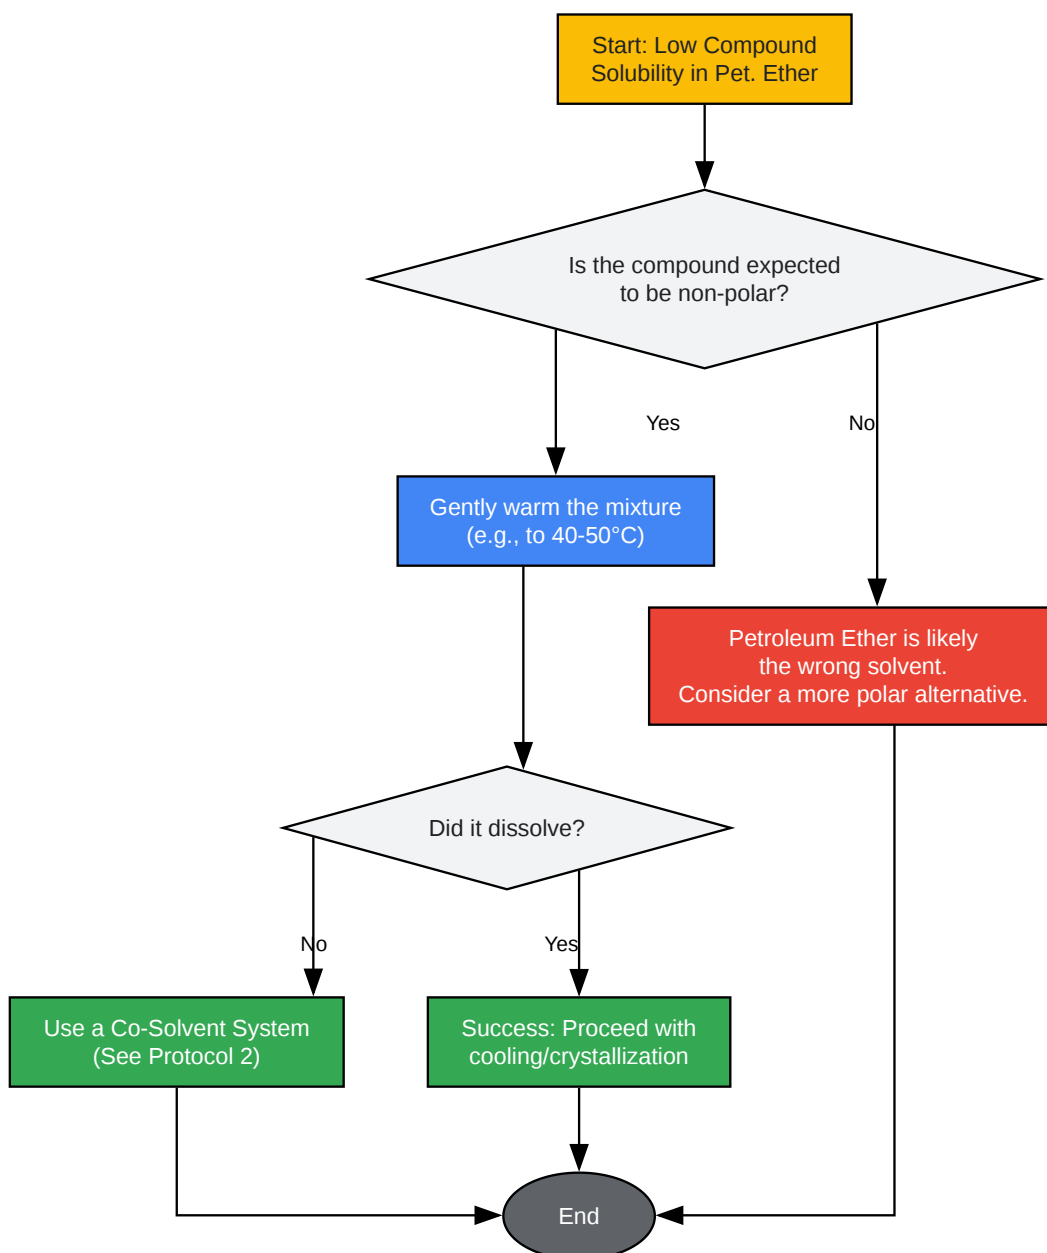 Start: Low Compound
Solubility in Pet. Ether
Is the compound expected
to be non-polar?
Yes
No
Gently warm the mixture
(e.g., to 40-50°C)
Petroleum Ether is likely
the wrong solvent.
Consider a more polar alternative.
Did it dissolve?
No
Yes
Use a Co-Solvent System
(See Protocol 2)
Success: Proceed with
cooling/crystallization
End